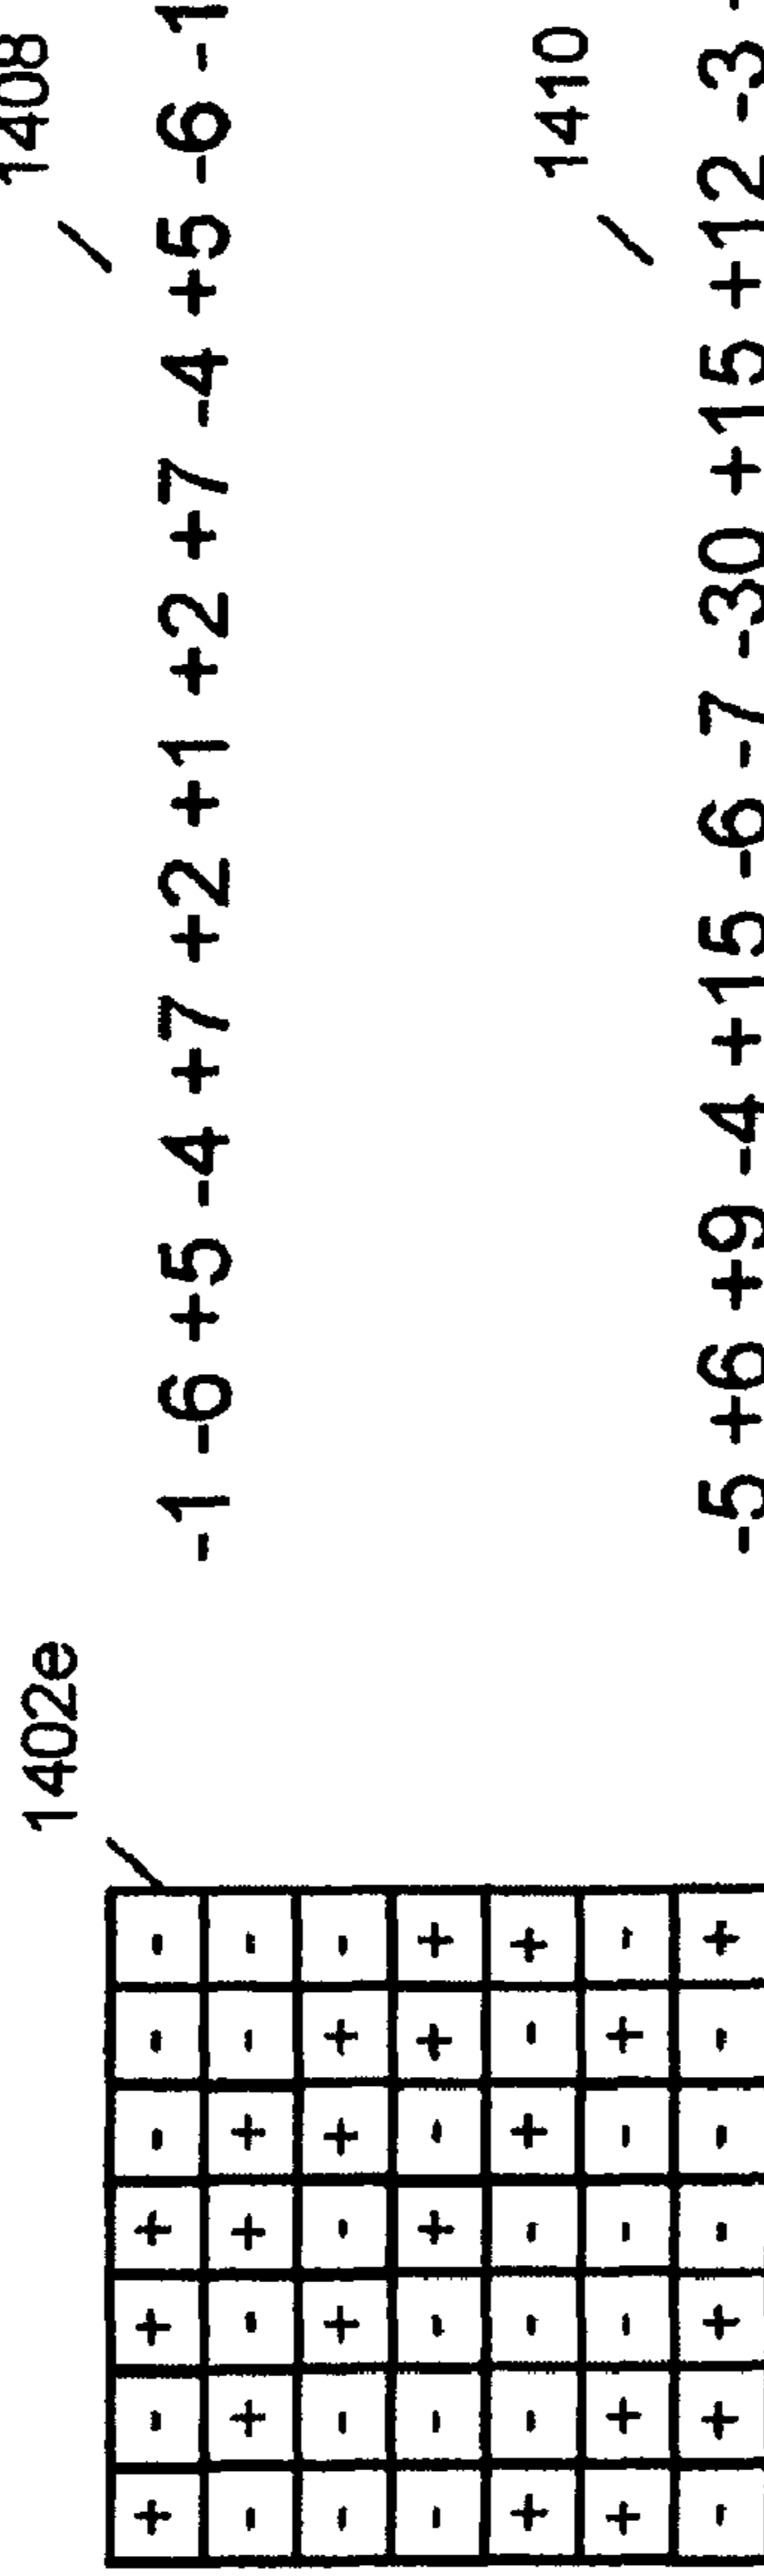 1402e
+ - + + - - -
- + - + + - -
- - + - + + -
- - - + - + +
+ - - - + - +
+ + - - - + -
- + + - - - +
1408
-1 -6 +5 -4 +7 +2 +1 +2 +7 -4 +5 -6 -1
1410
-5 +6 +9 -4 +15 -6 -7 -30 +15 +12 -3